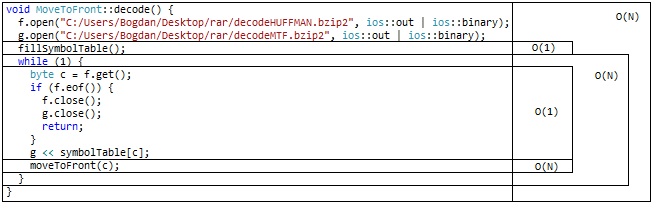 void MoveToFront::decode() {
f.open("C:/Users/Bogdan/Desktop/rar/decodeHUFFMAN.bzip2", ios::out | ios::binary); O(N)
g.open("C:/Users/Bogdan/Desktop/rar/decodeMTF.bzip2", ios::out | ios::binary);
fillSymbolTable(); O(1)
while (1) {
byte c = f.get(); O(N)
if (f.eof()) {
f.close();
g.close(); O(1)
return;
}
g << symbolTable[c];
moveToFront(c); O(N)
}
}